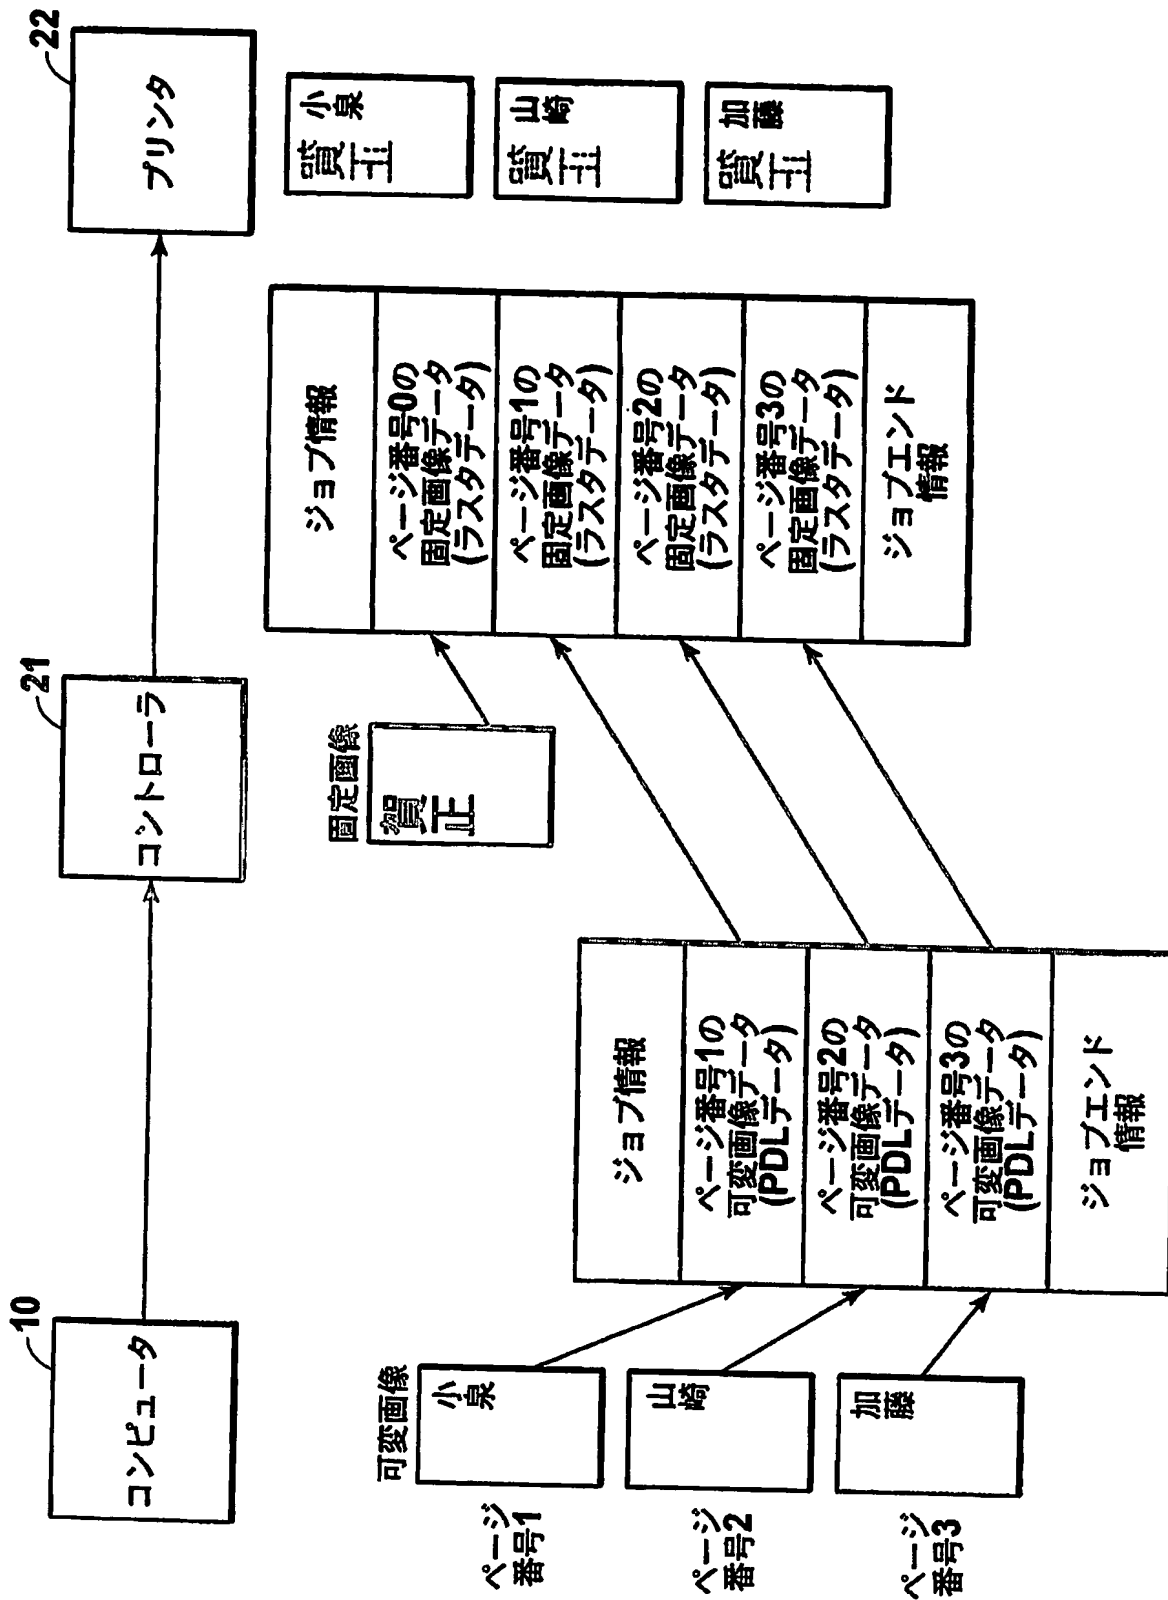 10
コンピュータ
21
コントローラ
22
プリンタ
可変画像
ページ
番号1
小
泉
ページ
番号2
山
崎
ページ
番号3
加
藤
ジョブ情報
ページ番号1の
可変画像データ
(PDLデータ)
ページ番号2の
可変画像データ
(PDLデータ)
ページ番号3の
可変画像データ
(PDLデータ)
ジョブエンド
情報
固定画像
賀
正
ジョブ情報
ページ番号0の
固定画像データ
(ラスタデータ)
ページ番号1の
固定画像データ
(ラスタデータ)
ページ番号2の
固定画像データ
(ラスタデータ)
ページ番号3の
固定画像データ
(ラスタデータ)
ジョブエンド
情報
小
泉
賀
正
山
崎
賀
正
加
藤
賀
正